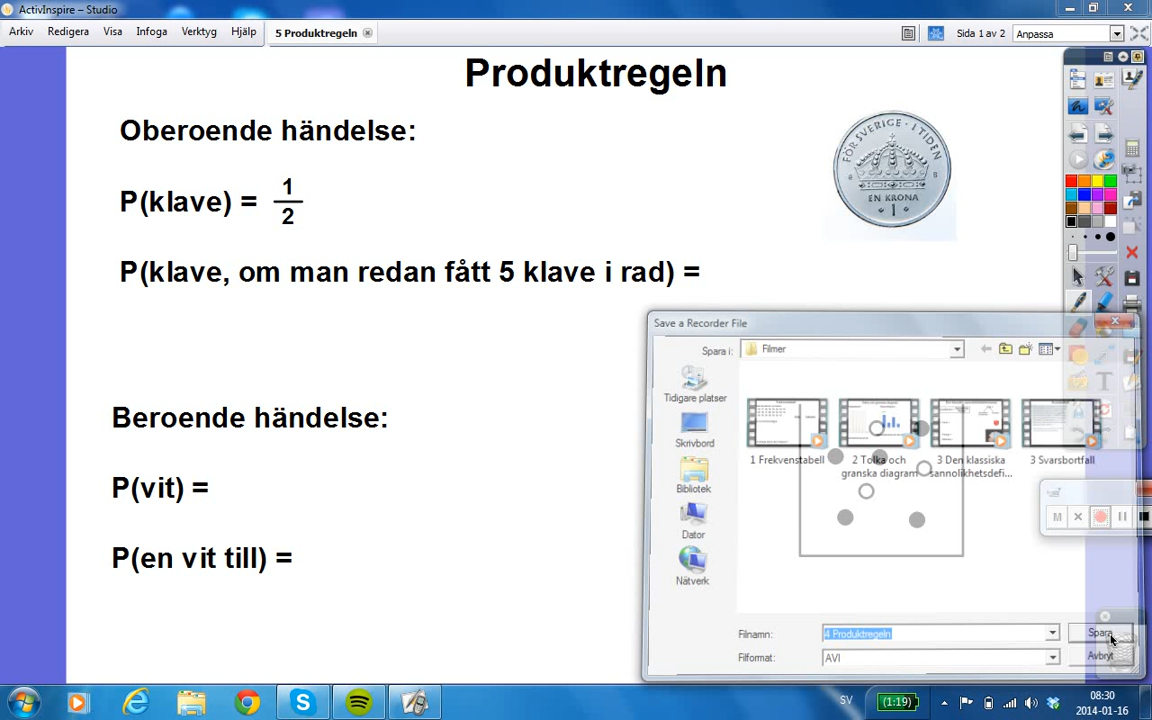 ActivInspire – Studio
Arkiv Redigera Visa Infoga Verktyg Hjälp 5 Produktregeln Sida 1 av 2 Anpassa
Produktregeln
Oberoende händelse:
FÖR SVERIGE · I TIDEN
EN KRONA
1
P(klave) = 1/2
P(klave, om man redan fått 5 klave i rad) =
Save a Recorder File
Spara i: Filmer
Tidigare platser
Skrivbord
Bibliotek
Dator
Nätverk
1 Frekvenstabell
2 Tolka och
granska diagram
3 Den klassiska
sannolikhetsdefi...
3 Svarsbortfall
Beroende händelse:
P(vit) =
P(en vit till) =
M
Filnamn: 4 Produktregeln Spara
Filformat: AVI Avbryt
SV (1:19) 08:30
2014-01-16